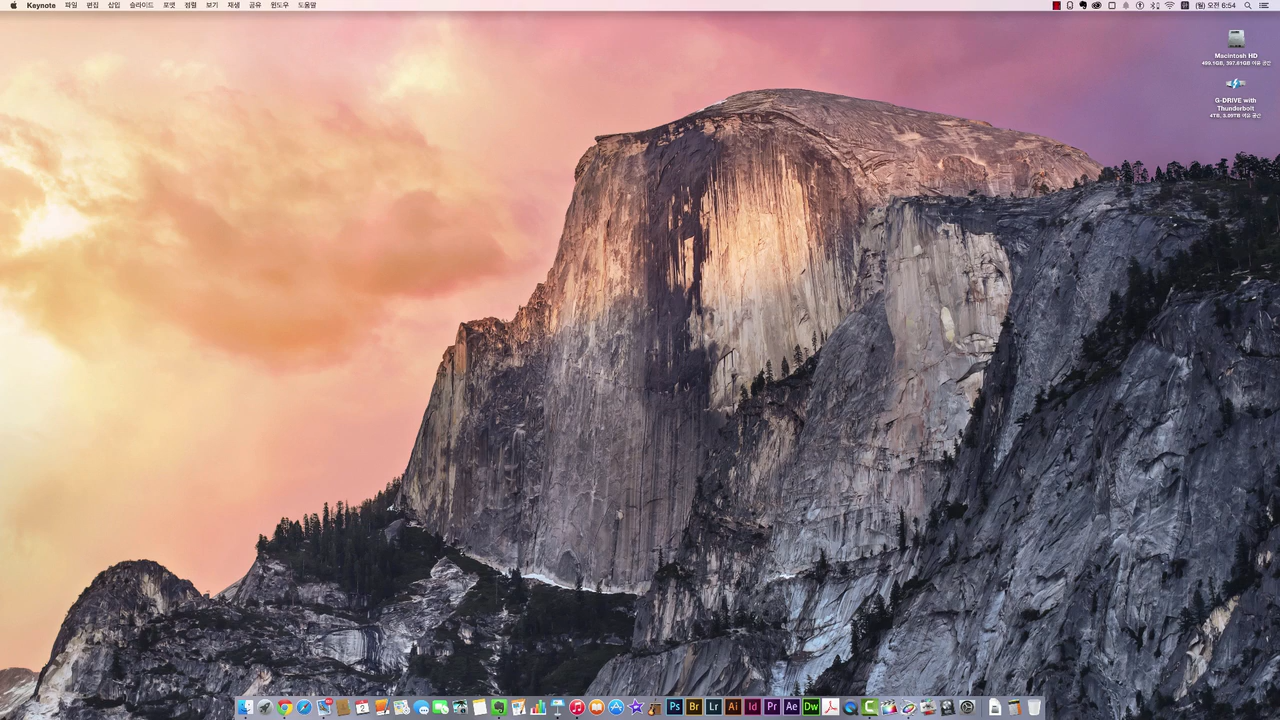 Keynote 파일 편집 삽입 슬라이드 포맷 정렬 보기 재생 공유 윈도우 도움말
(월) 오전 6:54
Macintosh HD
G-DRIVE with
Thunderbolt
Ps Br Lr Ai Id Pr Ae Dw